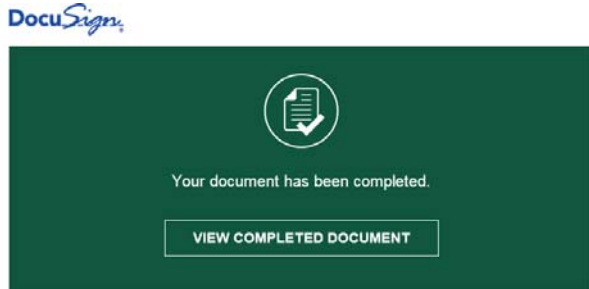 DocuSign
Your document has been completed.
VIEW COMPLETED DOCUMENT